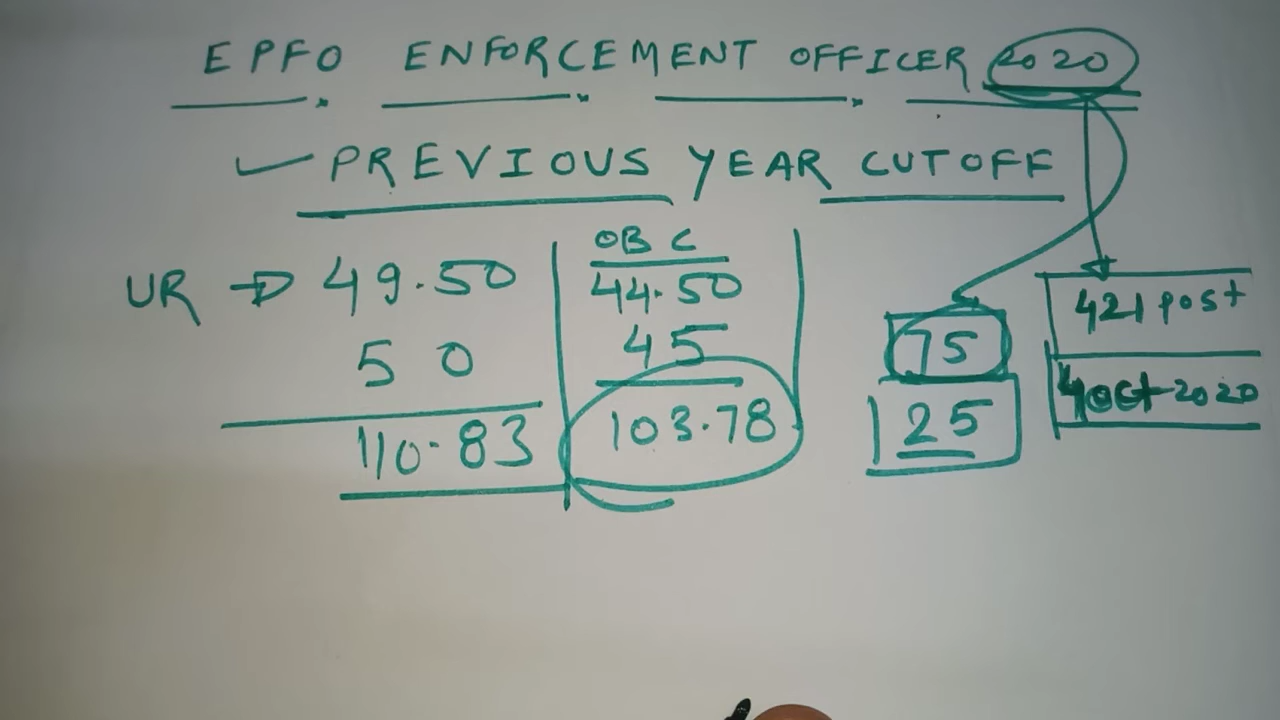 EPFO ENFORCEMENT OFFICER 2020
PREVIOUS YEAR CUTOFF
UR → 49.50
50
110.83
OBC
44.50
45
103.78
75
25
421 post
4 oct-2020